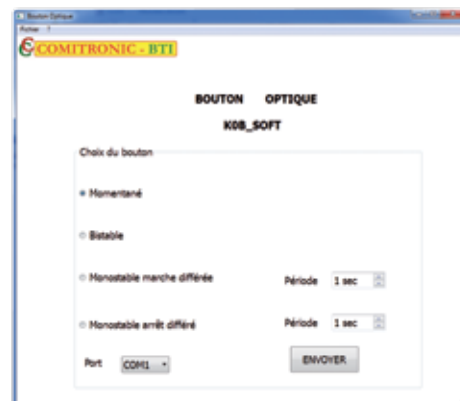 Bouton Optique
Fichier ?
COMITRONIC - BTI
BOUTON OPTIQUE
K0B_SOFT
Choix du bouton
Momentané
Bistable
Monostable marche différée Période 1 sec
Monostable arrêt différé Période 1 sec
Port COM1 ENVOYER